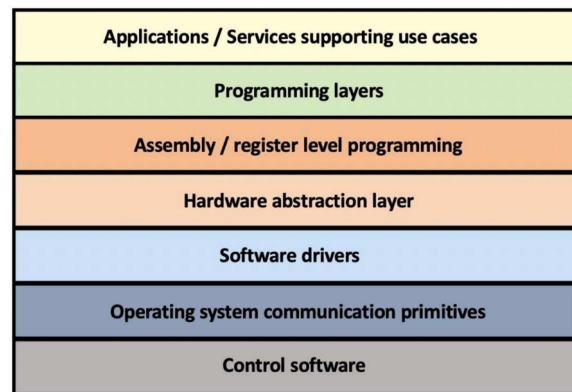 Applications / Services supporting use cases
Programming layers
Assembly / register level programming
Hardware abstraction layer
Software drivers
Operating system communication primitives
Control software